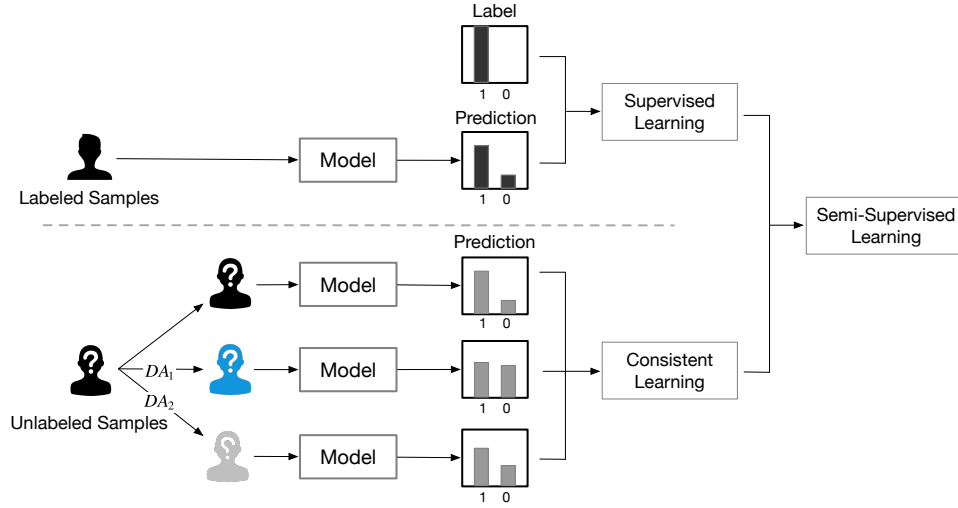 Label
1 0
Prediction
1 0
Model
Labeled Samples
Supervised
Learning
Semi-Supervised
Learning
Prediction
?
Model
1 0
?
Unlabeled Samples
DA₁
?
Model
1 0
Consistent
Learning
DA₂
?
Model
1 0